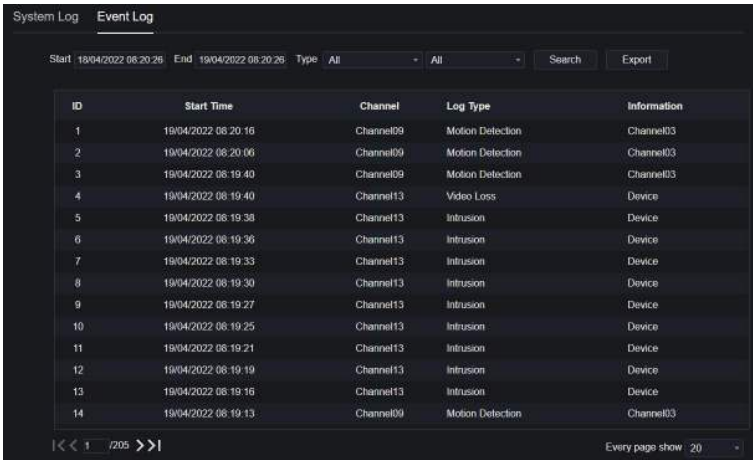 System Log Event Log
Start 18/04/2022 08:20:26 End 19/04/2022 08:20:26 Type All All Search Export
ID Start Time Channel Log Type Information
1 19/04/2022 08:20:16 Channel09 Motion Detection Channel03
2 19/04/2022 08:20:06 Channel09 Motion Detection Channel03
3 19/04/2022 08:19:40 Channel09 Motion Detection Channel03
4 19/04/2022 08:19:40 Channel13 Video Loss Device
5 19/04/2022 08:19:38 Channel13 Intrusion Device
6 19/04/2022 08:19:36 Channel13 Intrusion Device
7 19/04/2022 08:19:33 Channel13 Intrusion Device
8 19/04/2022 08:19:30 Channel13 Intrusion Device
9 19/04/2022 08:19:27 Channel13 Intrusion Device
10 19/04/2022 08:19:25 Channel13 Intrusion Device
11 19/04/2022 08:19:21 Channel13 Intrusion Device
12 19/04/2022 08:19:19 Channel13 Intrusion Device
13 19/04/2022 08:19:16 Channel13 Intrusion Device
14 19/04/2022 08:19:13 Channel09 Motion Detection Channel03
1 /205 Every page show 20